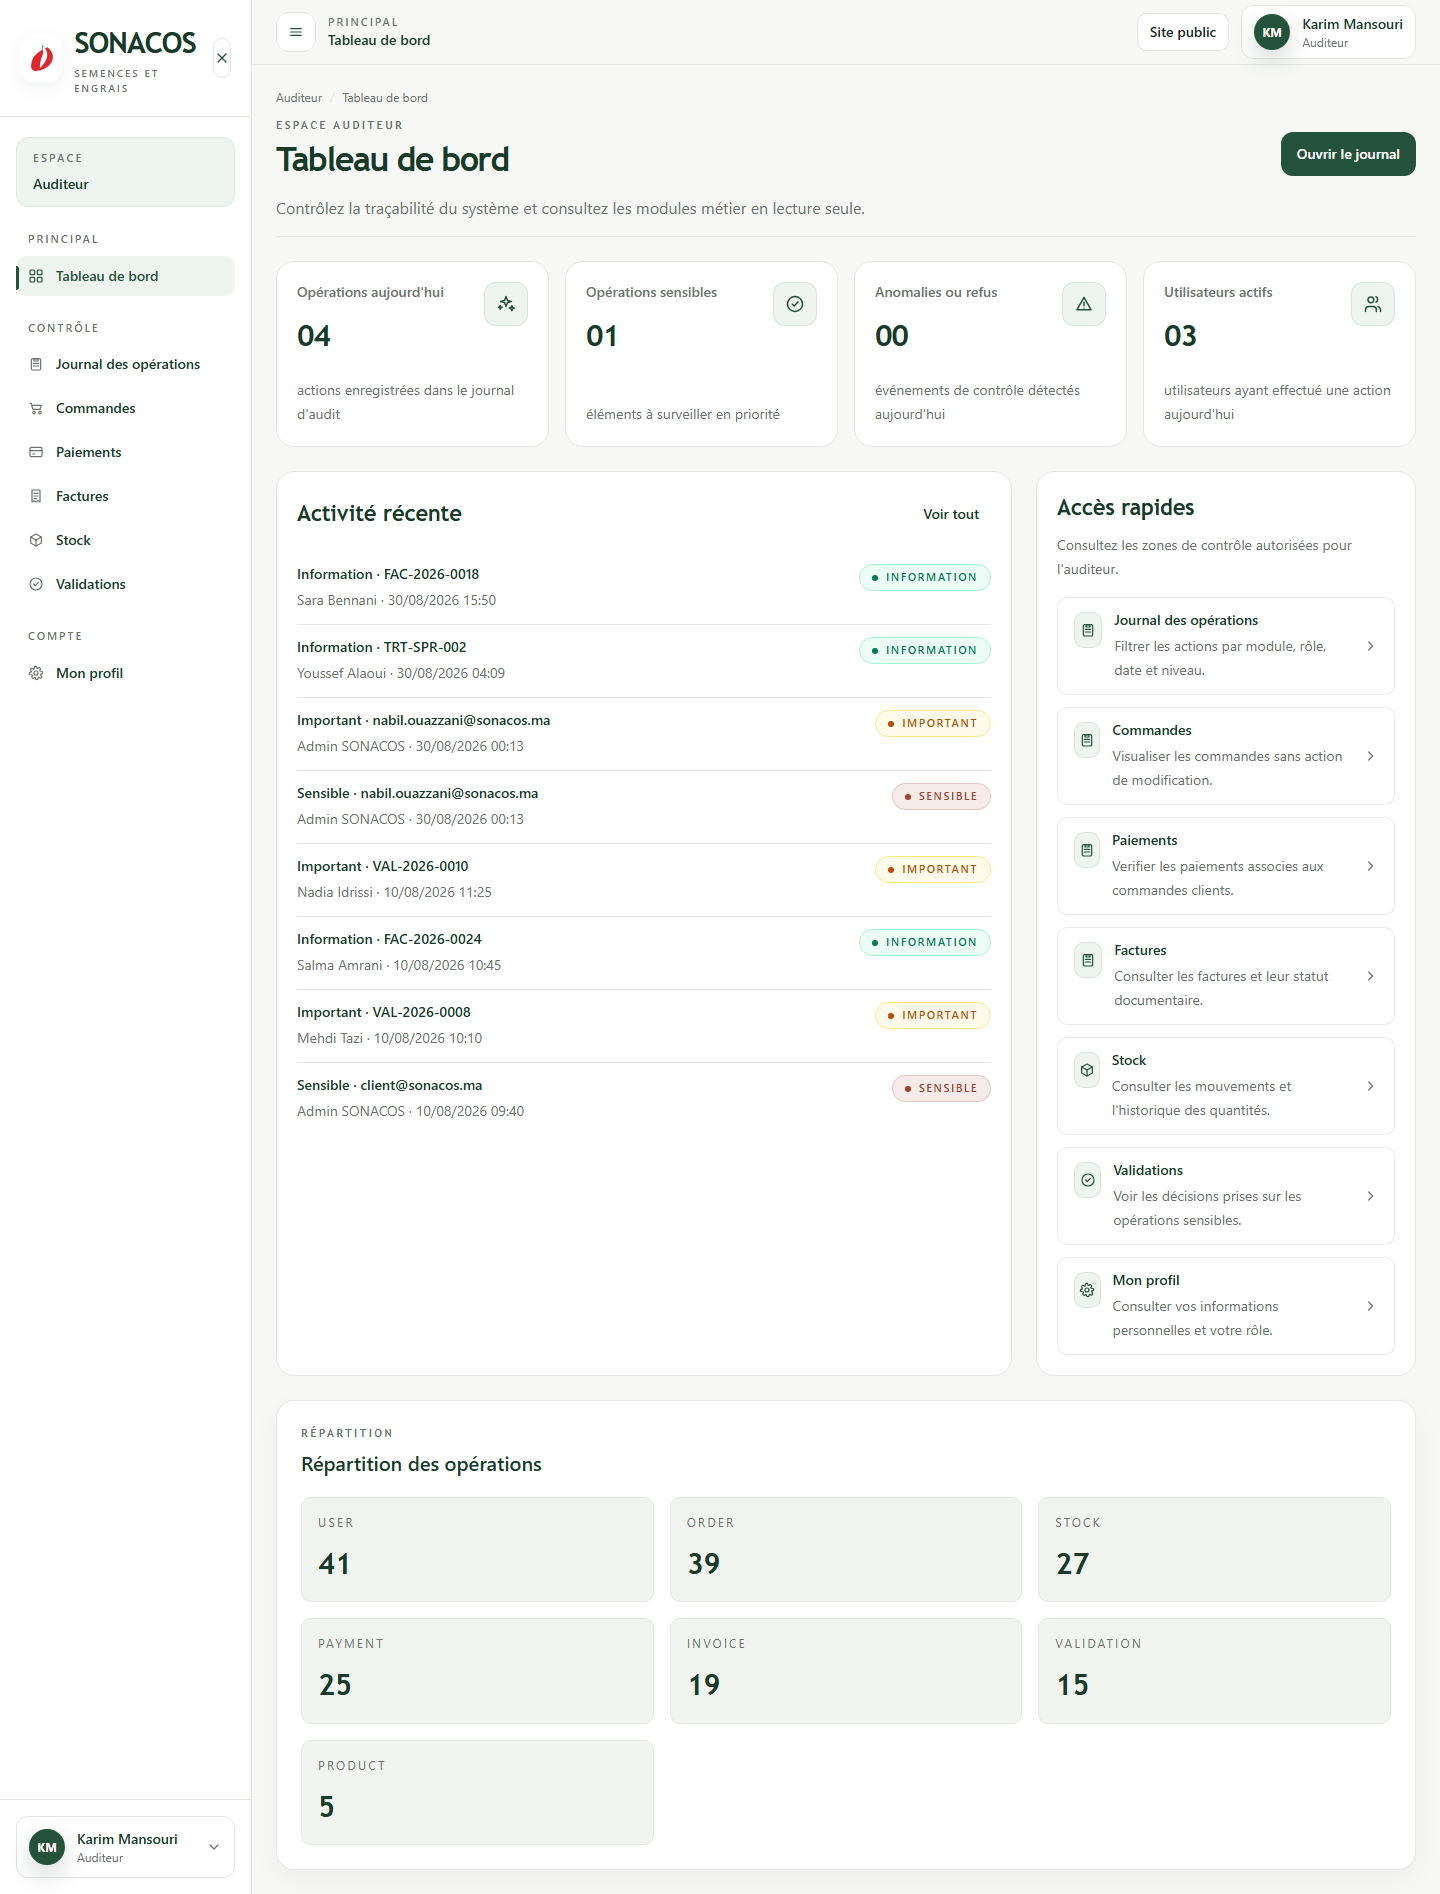 SONACOS
SEMENCES ET
ENGRAIS
ESPACE
Auditeur
PRINCIPAL
Tableau de bord
CONTRÔLE
Journal des opérations
Commandes
Paiements
Factures
Stock
Validations
COMPTE
Mon profil
KM
Karim Mansouri
Auditeur
PRINCIPAL
Tableau de bord
Site public
KM
Karim Mansouri
Auditeur
Auditeur / Tableau de bord
ESPACE AUDITEUR
Tableau de bord
Ouvrir le journal
Contrôlez la traçabilité du système et consultez les modules métier en lecture seule.
Opérations aujourd'hui
04
actions enregistrées dans le journal
d'audit
Opérations sensibles
01
éléments à surveiller en priorité
Anomalies ou refus
00
événements de contrôle détectés
aujourd'hui
Utilisateurs actifs
03
utilisateurs ayant effectué une action
aujourd'hui
Activité récente
Voir tout
Information · FAC-2026-0018
INFORMATION
Sara Bennani · 30/08/2026 15:50
Information · TRT-SPR-002
INFORMATION
Youssef Alaoui · 30/08/2026 04:09
Important · nabil.ouazzani@sonacos.ma
IMPORTANT
Admin SONACOS · 30/08/2026 00:13
Sensible · nabil.ouazzani@sonacos.ma
SENSIBLE
Admin SONACOS · 30/08/2026 00:13
Important · VAL-2026-0010
IMPORTANT
Nadia Idrissi · 10/08/2026 11:25
Information · FAC-2026-0024
INFORMATION
Salma Amrani · 10/08/2026 10:45
Important · VAL-2026-0008
IMPORTANT
Mehdi Tazi · 10/08/2026 10:10
Sensible · client@sonacos.ma
SENSIBLE
Admin SONACOS · 10/08/2026 09:40
Accès rapides
Consultez les zones de contrôle autorisées pour
l'auditeur.
Journal des opérations
Filtrer les actions par module, rôle,
date et niveau.
Commandes
Visualiser les commandes sans action
de modification.
Paiements
Verifier les paiements associes aux
commandes clients.
Factures
Consulter les factures et leur statut
documentaire.
Stock
Consulter les mouvements et
l'historique des quantités.
Validations
Voir les décisions prises sur les
opérations sensibles.
Mon profil
Consulter vos informations
personnelles et votre rôle.
RÉPARTITION
Répartition des opérations
USER
41
ORDER
39
STOCK
27
PAYMENT
25
INVOICE
19
VALIDATION
15
PRODUCT
5